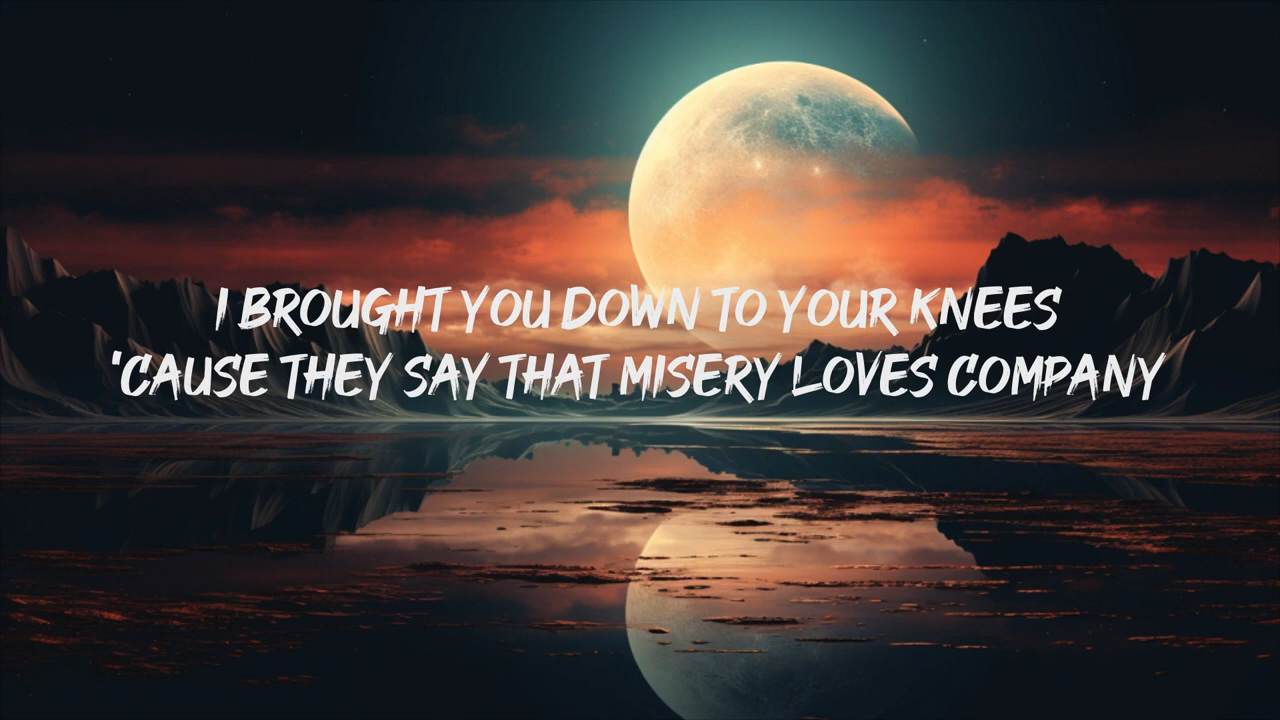 I BROUGHT YOU DOWN TO YOUR KNEES
'CAUSE THEY SAY THAT MISERY LOVES COMPANY